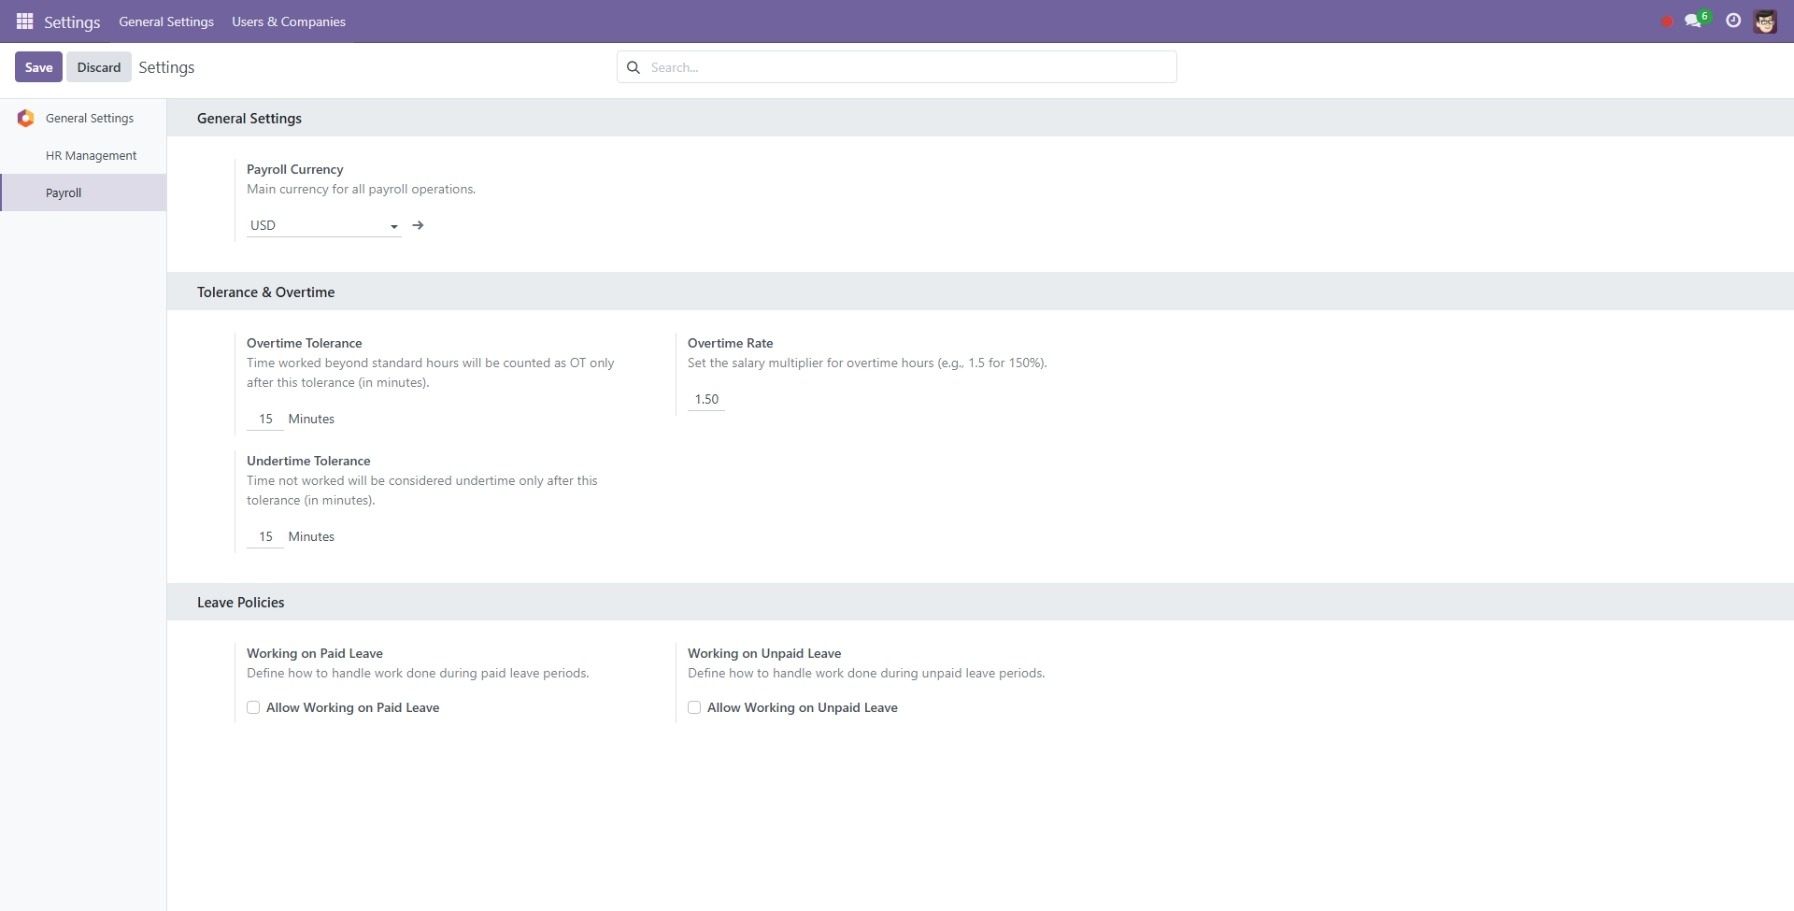 Settings
General Settings
Users & Companies
6
Save
Discard
Settings
Search...
General Settings
HR Management
Payroll
General Settings
Payroll Currency
Main currency for all payroll operations.
USD
Tolerance & Overtime
Overtime Tolerance
Time worked beyond standard hours will be counted as OT only
after this tolerance (in minutes).
15 Minutes
Overtime Rate
Set the salary multiplier for overtime hours (e.g., 1.5 for 150%).
1.50
Undertime Tolerance
Time not worked will be considered undertime only after this
tolerance (in minutes).
15 Minutes
Leave Policies
Working on Paid Leave
Define how to handle work done during paid leave periods.
Allow Working on Paid Leave
Working on Unpaid Leave
Define how to handle work done during unpaid leave periods.
Allow Working on Unpaid Leave